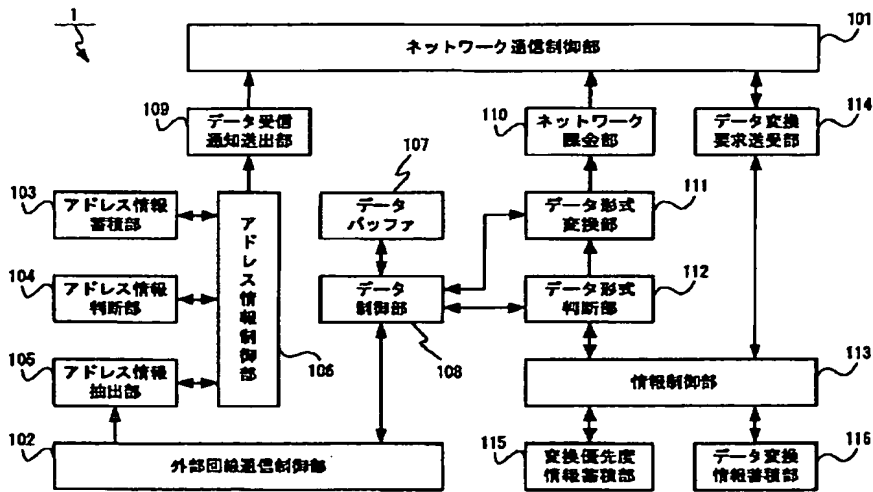 1
101
ネットワーク通信制御部
109
データ受信
通知送出部
110
ネットワーク
課金部
114
データ変換
要求送受部
107
データ
バッファ
103
アドレス情報
蓄積部
111
データ形式
変換部
アドレス情報制御部
104
アドレス情報
判断部
データ
制御部
112
データ形式
判断部
105
アドレス情報
抽出部
106
108
113
情報制御部
102
外部回線通信制御部
115
変換優先度
情報蓄積部
116
データ変換
情報蓄積部